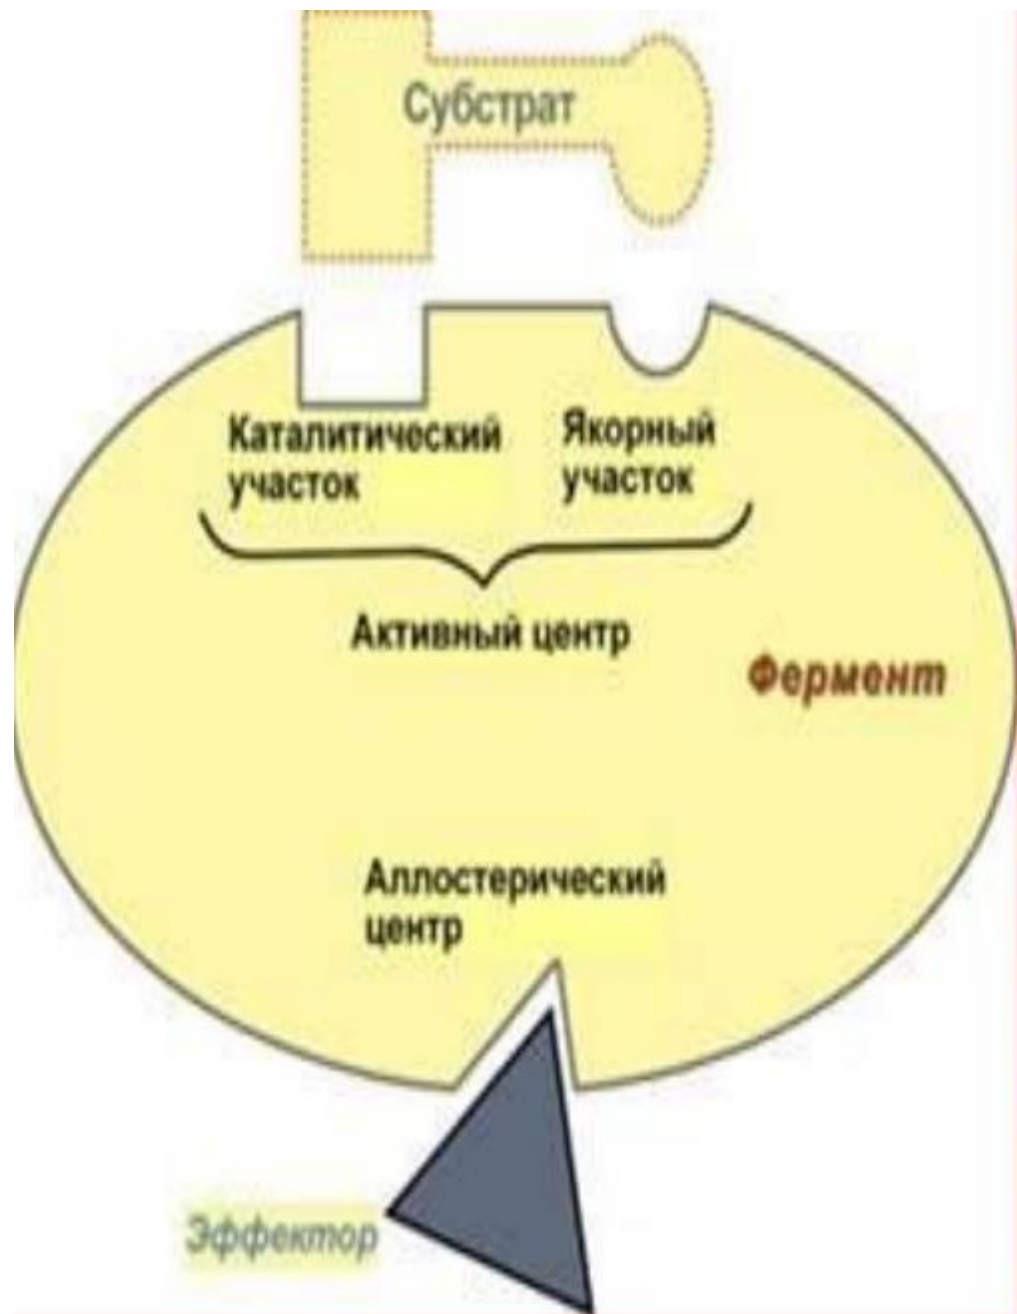 Субстрат
Каталитический
участок
Якорный
участок
Активный центр
Фермент
Аллостерический
центр
Эффектор